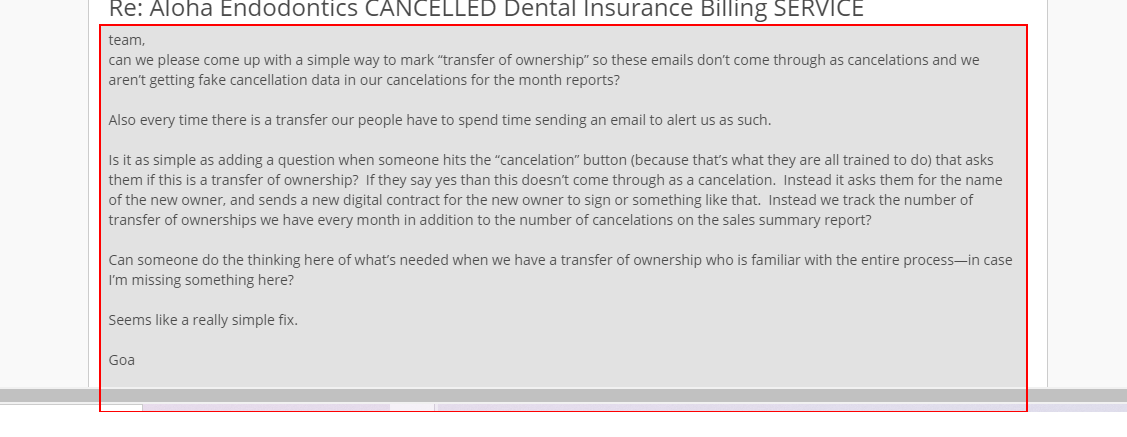 Re: Aloha Endodontics CANCELLED Dental Insurance Billing SERVICE
team,
can we please come up with a simple way to mark “transfer of ownership” so these emails don’t come through as cancelations and we
aren’t getting fake cancellation data in our cancelations for the month reports?
Also every time there is a transfer our people have to spend time sending an email to alert us as such.
Is it as simple as adding a question when someone hits the “cancelation” button (because that’s what they are all trained to do) that asks
them if this is a transfer of ownership?  If they say yes than this doesn’t come through as a cancelation.  Instead it asks them for the name
of the new owner, and sends a new digital contract for the new owner to sign or something like that.  Instead we track the number of
transfer of ownerships we have every month in addition to the number of cancelations on the sales summary report?
Can someone do the thinking here of what’s needed when we have a transfer of ownership who is familiar with the entire process—in case
I’m missing something here?
Seems like a really simple fix.
Goa